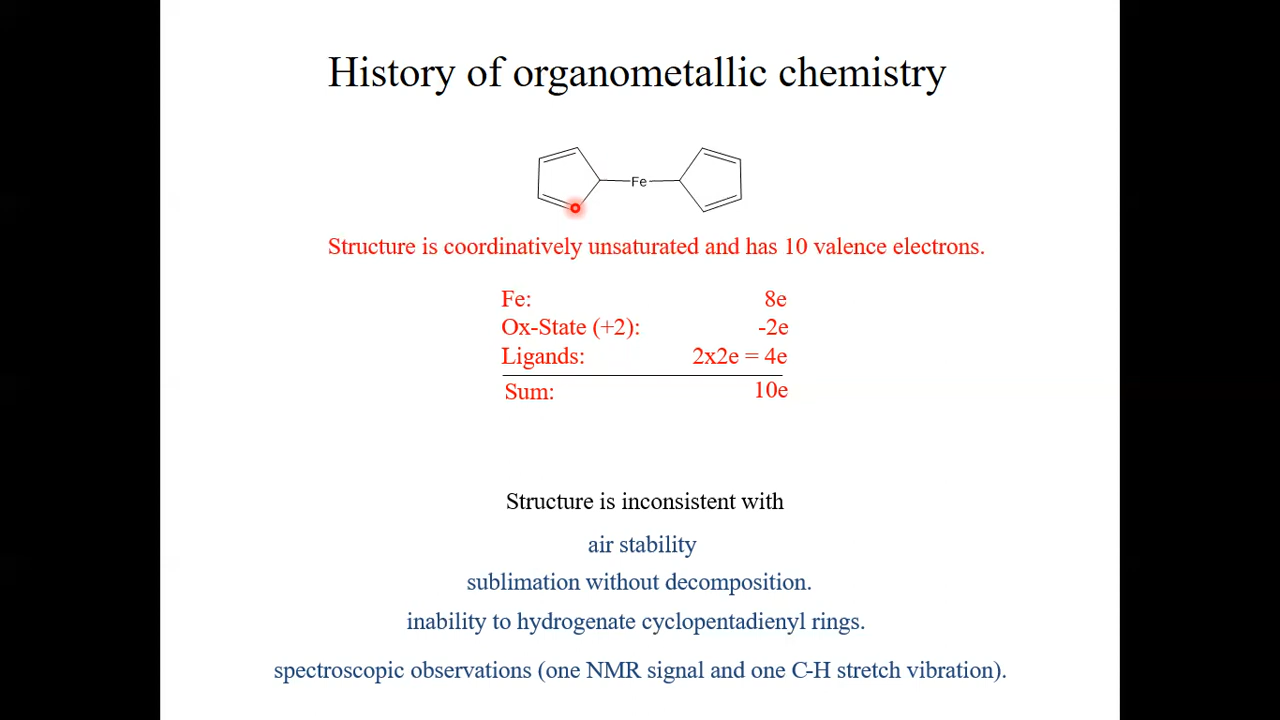 History of organometallic chemistry
Fe
Structure is coordinatively unsaturated and has 10 valence electrons.
Fe: 8e
Ox-State (+2): -2e
Ligands: 2x2e = 4e
Sum: 10e
Structure is inconsistent with
air stability
sublimation without decomposition.
inability to hydrogenate cyclopentadienyl rings.
spectroscopic observations (one NMR signal and one C-H stretch vibration).